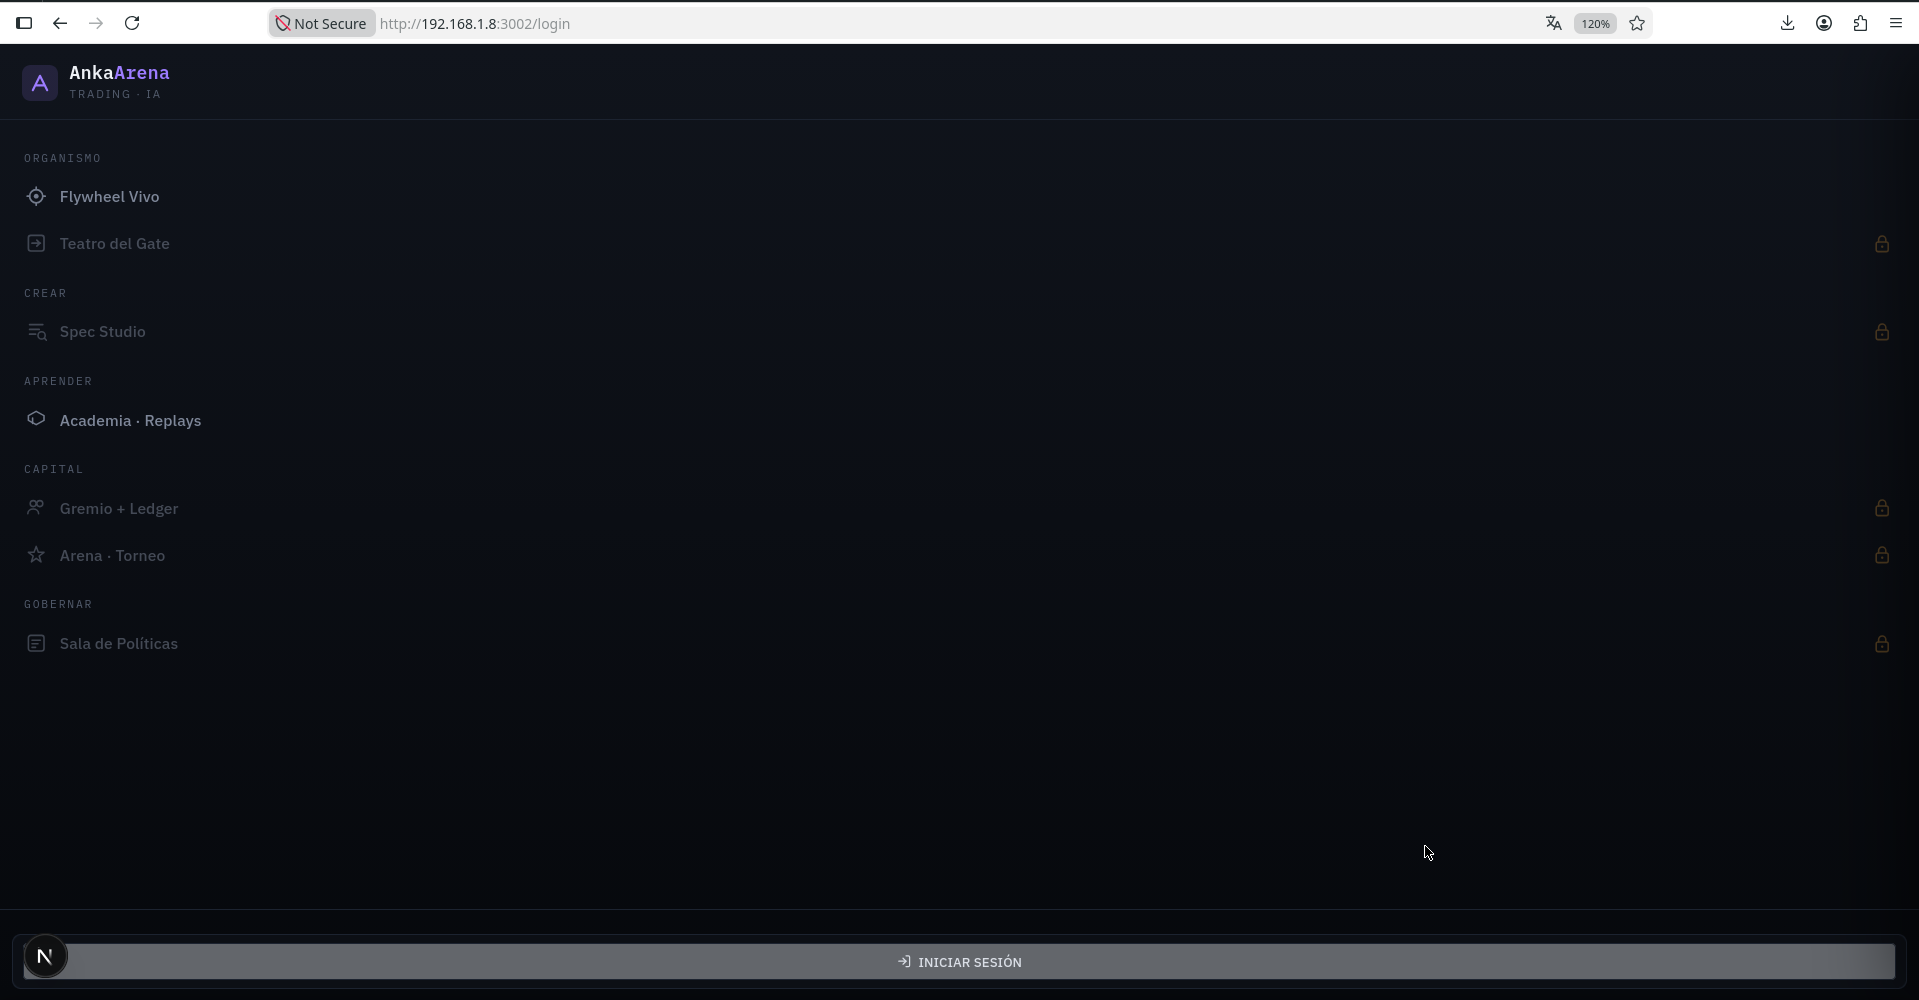 Not Secure
http://192.168.1.8:3002/login
120%
A
AnkaArena
TRADING · IA
ORGANISMO
Flywheel Vivo
Teatro del Gate
CREAR
Spec Studio
APRENDER
Academia · Replays
CAPITAL
Gremio + Ledger
Arena · Torneo
GOBERNAR
Sala de Políticas
N
INICIAR SESIÓN